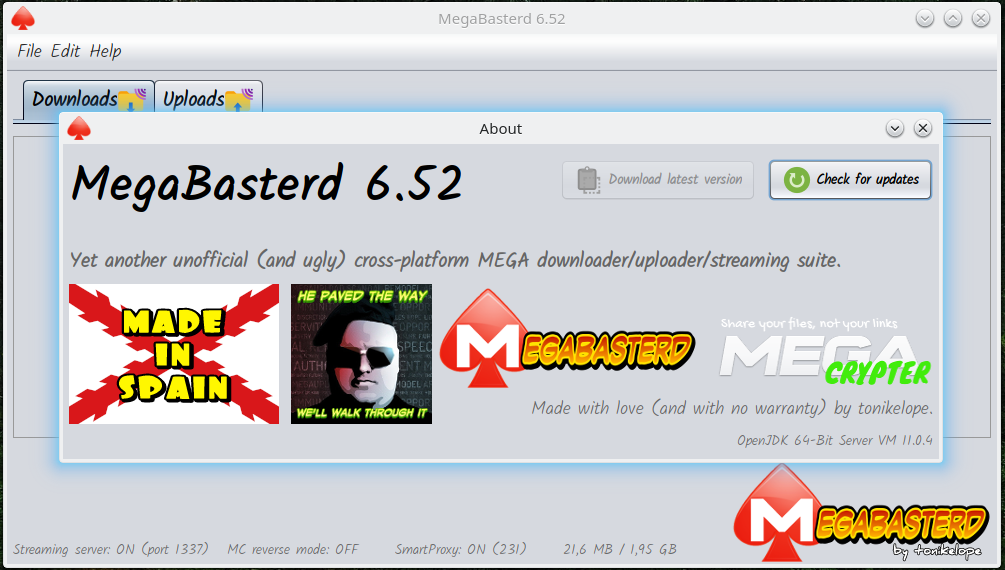 MegaBasterd 6.52
File Edit Help
Downloads Uploads
About
MegaBasterd 6.52
Download latest version
Check for updates
Yet another unofficial (and ugly) cross-platform MEGA downloader/uploader/streaming suite.
MADE
IN
SPAIN
HE PAVED THE WAY
WE'LL WALK THROUGH IT
M
MEGABASTERD
Share your files, not your links
MEGA
CRYPTER
Made with love (and with no warranty) by tonikelope.
OpenJDK 64-Bit Server VM 11.0.4
M
MEGABASTERD
by tonikelope
Streaming server: ON (port 1337) MC reverse mode: OFF SmartProxy: ON (231) 21,6 MB / 1,95 GB